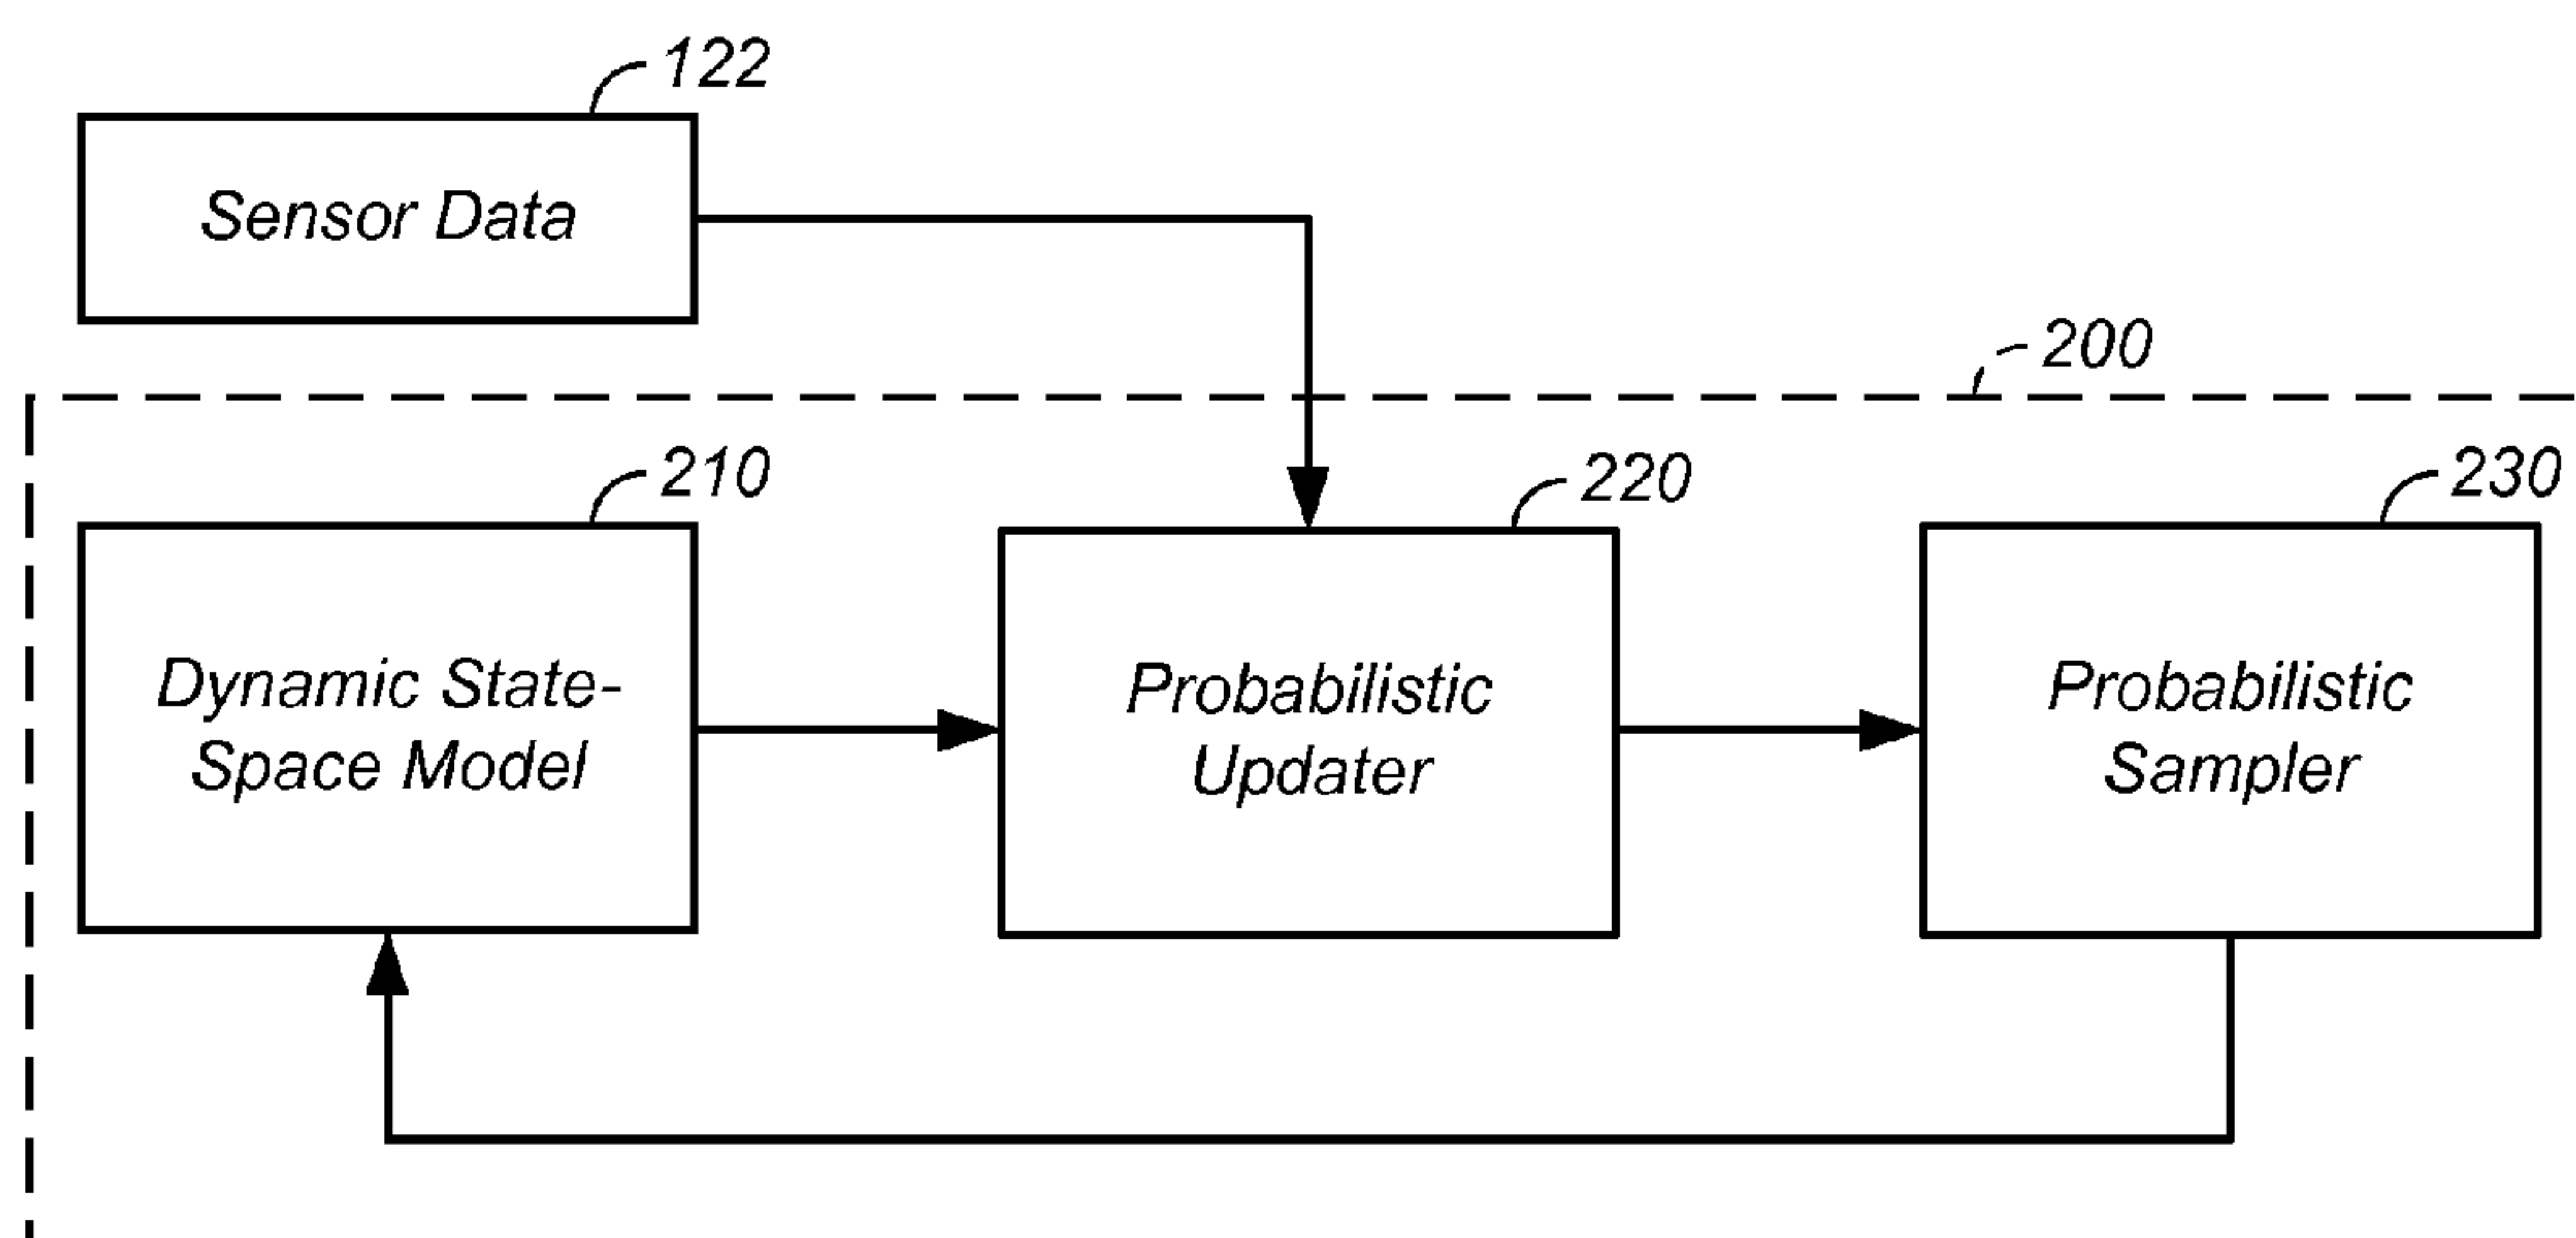 122
Sensor Data
200
210
220
230
Dynamic State-
Space Model
Probabilistic
Updater
Probabilistic
Sampler